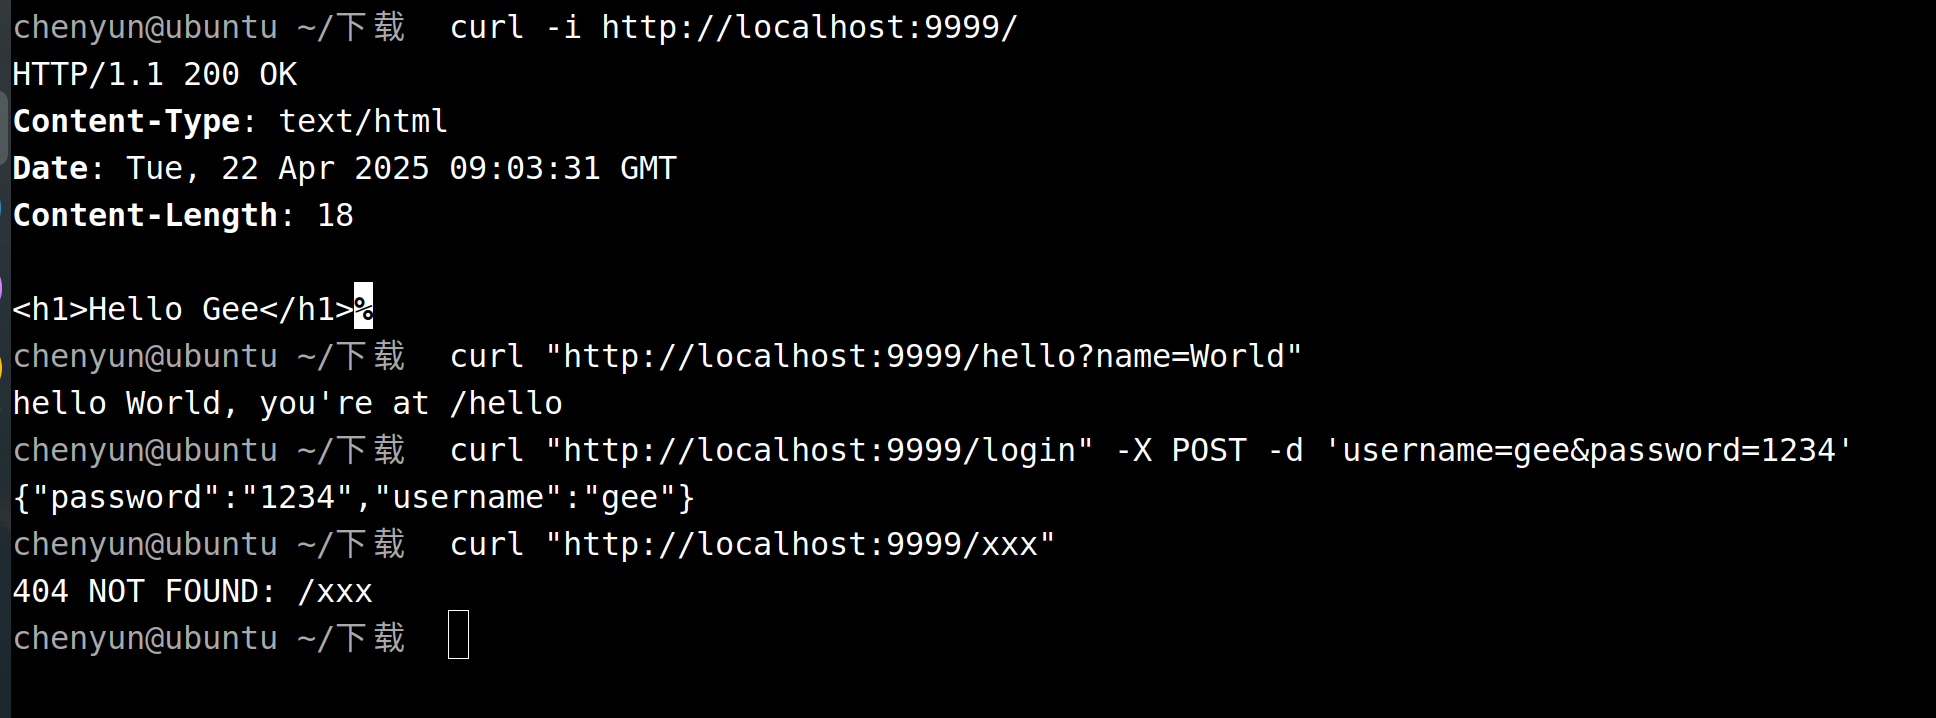 chenyun@ubuntu ~/下载  curl -i http://localhost:9999/
HTTP/1.1 200 OK
Content-Type: text/html
Date: Tue, 22 Apr 2025 09:03:31 GMT
Content-Length: 18

<h1>Hello Gee</h1>%
chenyun@ubuntu ~/下载  curl "http://localhost:9999/hello?name=World"
hello World, you're at /hello
chenyun@ubuntu ~/下载  curl "http://localhost:9999/login" -X POST -d 'username=gee&password=1234'
{"password":"1234","username":"gee"}
chenyun@ubuntu ~/下载  curl "http://localhost:9999/xxx"
404 NOT FOUND: /xxx
chenyun@ubuntu ~/下载